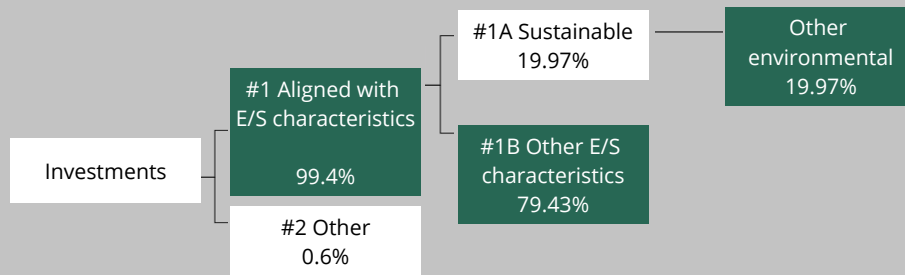 Investments
#1 Aligned with
E/S characteristics
99.4%
#2 Other
0.6%
#1A Sustainable
19.97%
#1B Other E/S
characteristics
79.43%
Other
environmental
19.97%